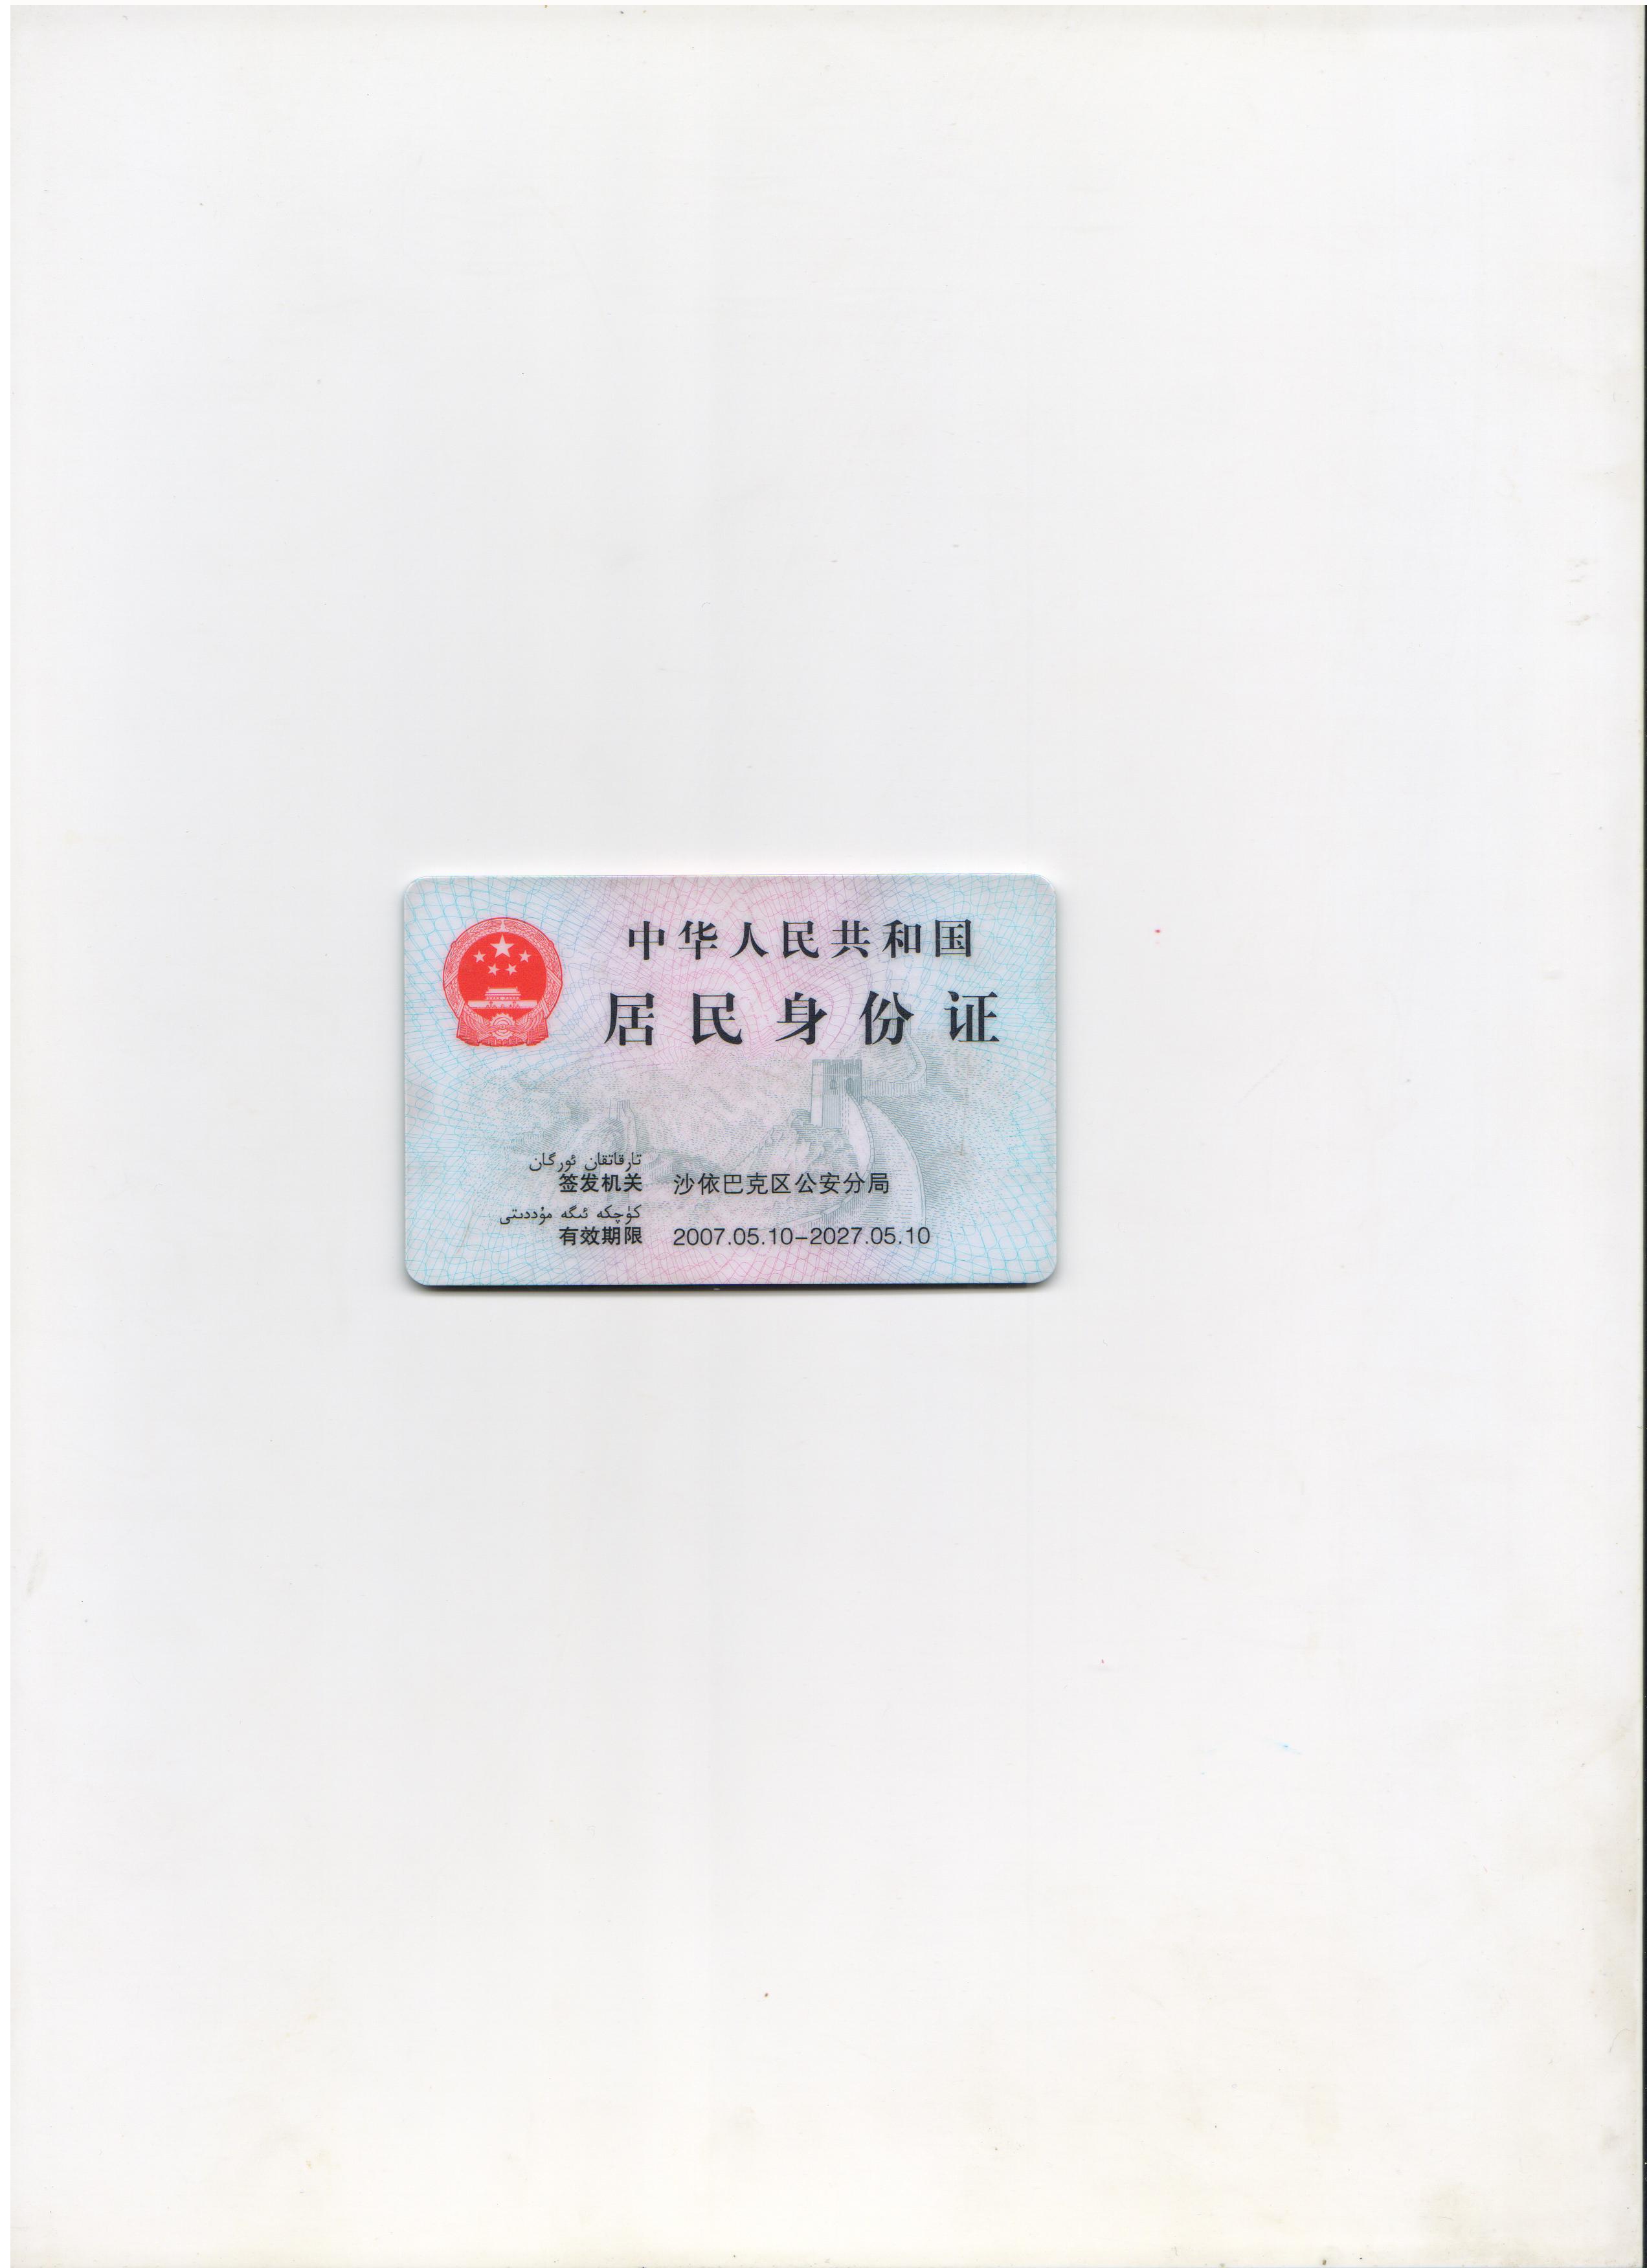 中华人民共和国
居民身份证
تارقاتقان ئورگان
签发机关 沙依巴克区公安分局
كۈچكە ئىگە مۇددىتى
有效期限 2007.05.10-2027.05.10